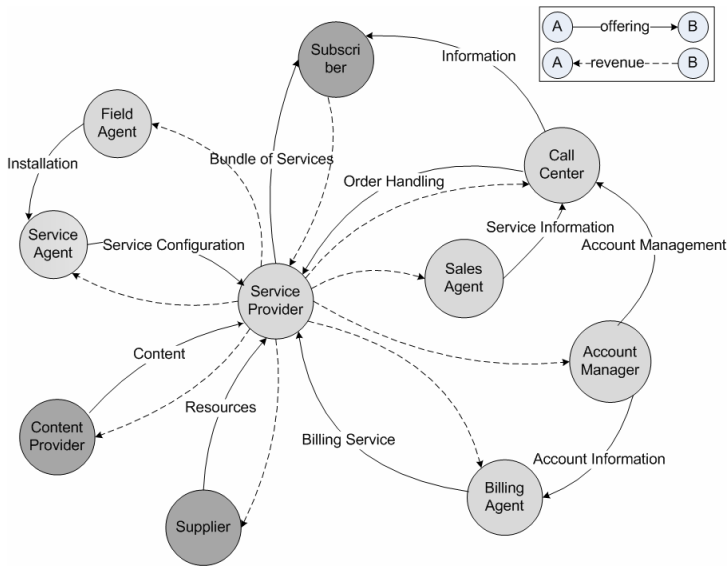 A offering B
A revenue B
Subscri
ber
Information
Field
Agent
Call
Center
Installation
Bundle of Services
Order Handling
Service
Agent
Service Configuration
Service Information
Account Management
Sales
Agent
Service
Provider
Content
Account
Manager
Resources
Content
Provider
Billing Service
Account Information
Billing
Agent
Supplier